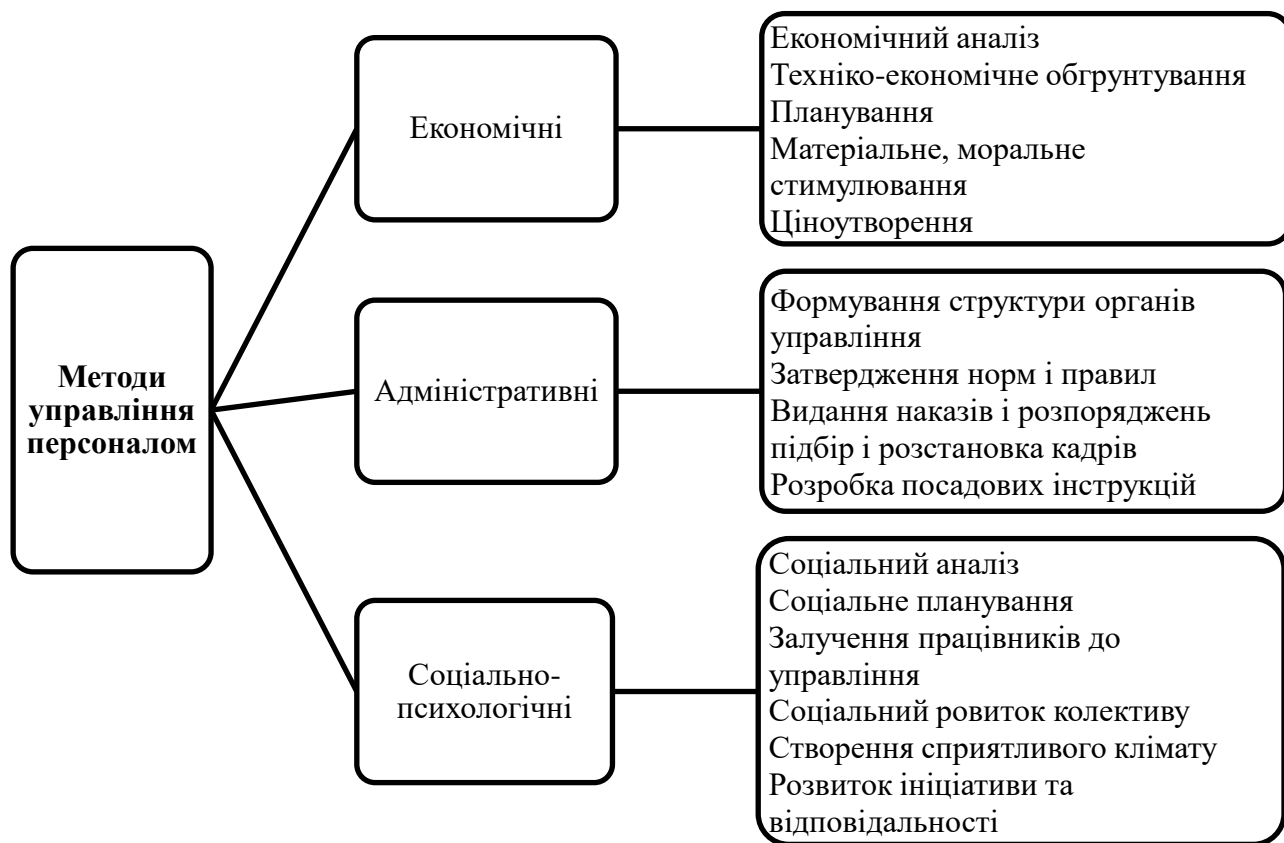 Методи
управління
персоналом
Економічні
Економічний аналіз
Техніко-економічне обгрунтування
Планування
Матеріальне, моральне
стимулювання
Ціноутворення
Адміністративні
Формування структури органів
управління
Затвердження норм і правил
Видання наказів і розпоряджень
підбір і розстановка кадрів
Розробка посадових інструкцій
Соціально-
психологічні
Соціальний аналіз
Соціальне планування
Залучення працівників до
управління
Соціальний ровиток колективу
Створення сприятливого клімату
Розвиток ініціативи та
відповідальності